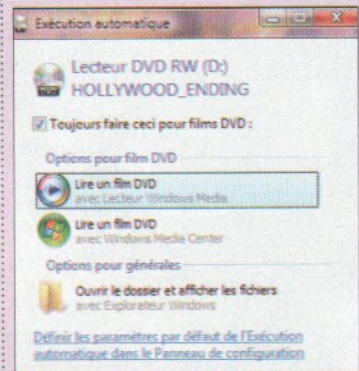 Exécution automatique
Lecteur DVD RW (D:)
HOLLYWOOD_ENDING
Toujours faire ceci pour films DVD :
Options pour film DVD
Lire un film DVD
avec Lecteur Windows Media
Lire un film DVD
avec Windows Media Center
Options pour générales
Ouvrir le dossier et afficher les fichiers
avec Explorateur Windows
Définir les paramètres par défaut de l'Exécution
automatique dans le Panneau de configuration